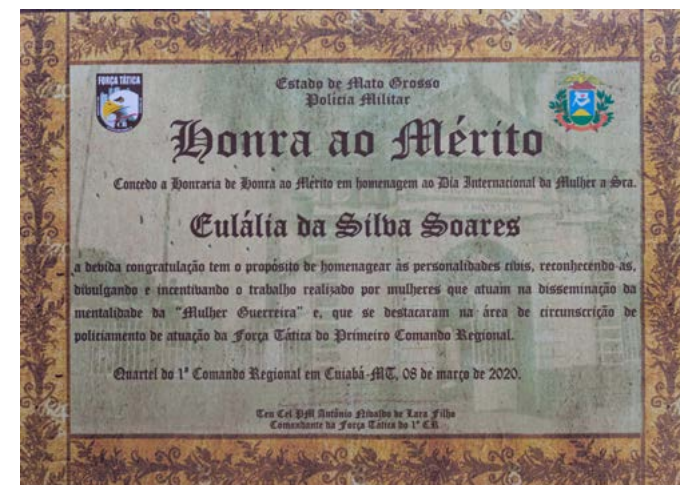 FORÇA TÁTICA
Estado de Mato Grosso
Polícia Militar
Honra ao Mérito
Concedo a Honraria de Honra ao Mérito em homenagem ao Dia Internacional da Mulher a Sra.
Eulália da Silva Soares
a devida congratulação tem o propósito de homenagear às personalidades civis, reconhecendo-as,
divulgando e incentivando o trabalho realizado por mulheres que atuam na disseminação da
mentalidade da “Mulher Guerreira” e, que se destacaram na área de circunscrição de
policiamento de atuação da Força Tática do Primeiro Comando Regional.
Quartel do 1º Comando Regional em Cuiabá-MT, 08 de março de 2020.
Ten Cel PM Antônio Nivaldo de Lara Filho
Comandante da Força Tática do 1º CR